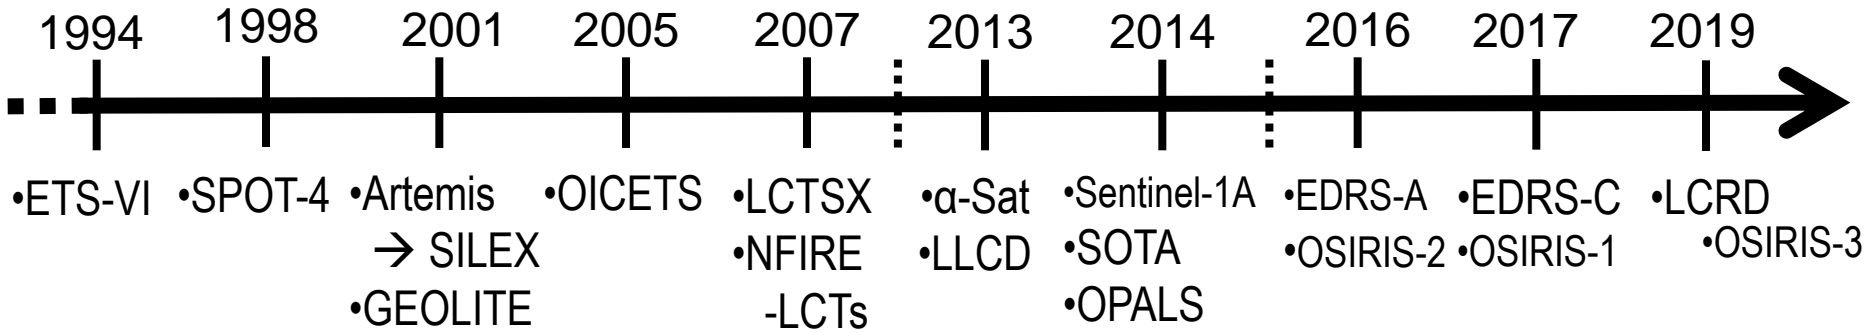 1994 1998 2001 2005 2007 2013 2014 2016 2017 2019
•ETS-VI •SPOT-4 •Artemis •OICETS •LCTSX •α-Sat •Sentinel-1A •EDRS-A •EDRS-C •LCRD
→ SILEX •NFIRE •LLCD •SOTA •OSIRIS-2 •OSIRIS-1 •OSIRIS-3
•GEOLITE -LCTs •OPALS